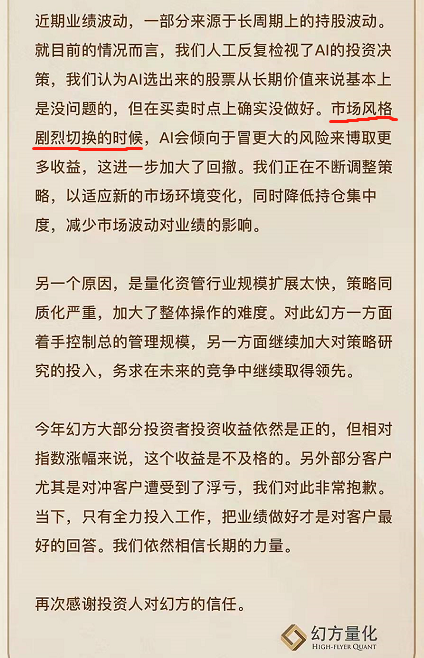 近期业绩波动，一部分来源于长周期上的持股波动。
就目前的情况而言，我们人工反复检视了AI的投资决
策，我们认为AI选出来的股票从长期价值来说基本上
是没问题的，但在买卖时点上确实没做好。市场风格
剧烈切换的时候，AI会倾向于冒更大的风险来博取更
多收益，这进一步加大了回撤。我们正在不断调整策
略，以适应新的市场环境变化，同时降低持仓集中
度，减少市场波动对业绩的影响。
另一个原因，是量化资管行业规模扩展太快，策略同
质化严重，加大了整体操作的难度。对此幻方一方面
着手控制总的管理规模，另一方面继续加大对策略研
究的投入，务求在未来的竞争中继续取得领先。
今年幻方大部分投资者投资收益依然是正的，但相对
指数涨幅来说，这个收益是不及格的。另外部分客户
尤其是对冲客户遭受到了浮亏，我们对此非常抱歉。
当下，只有全力投入工作，把业绩做好才是对客户最
好的回答。我们依然相信长期的力量。
再次感谢投资人对幻方的信任。
幻方量化
HIGH-FLYER QUANT